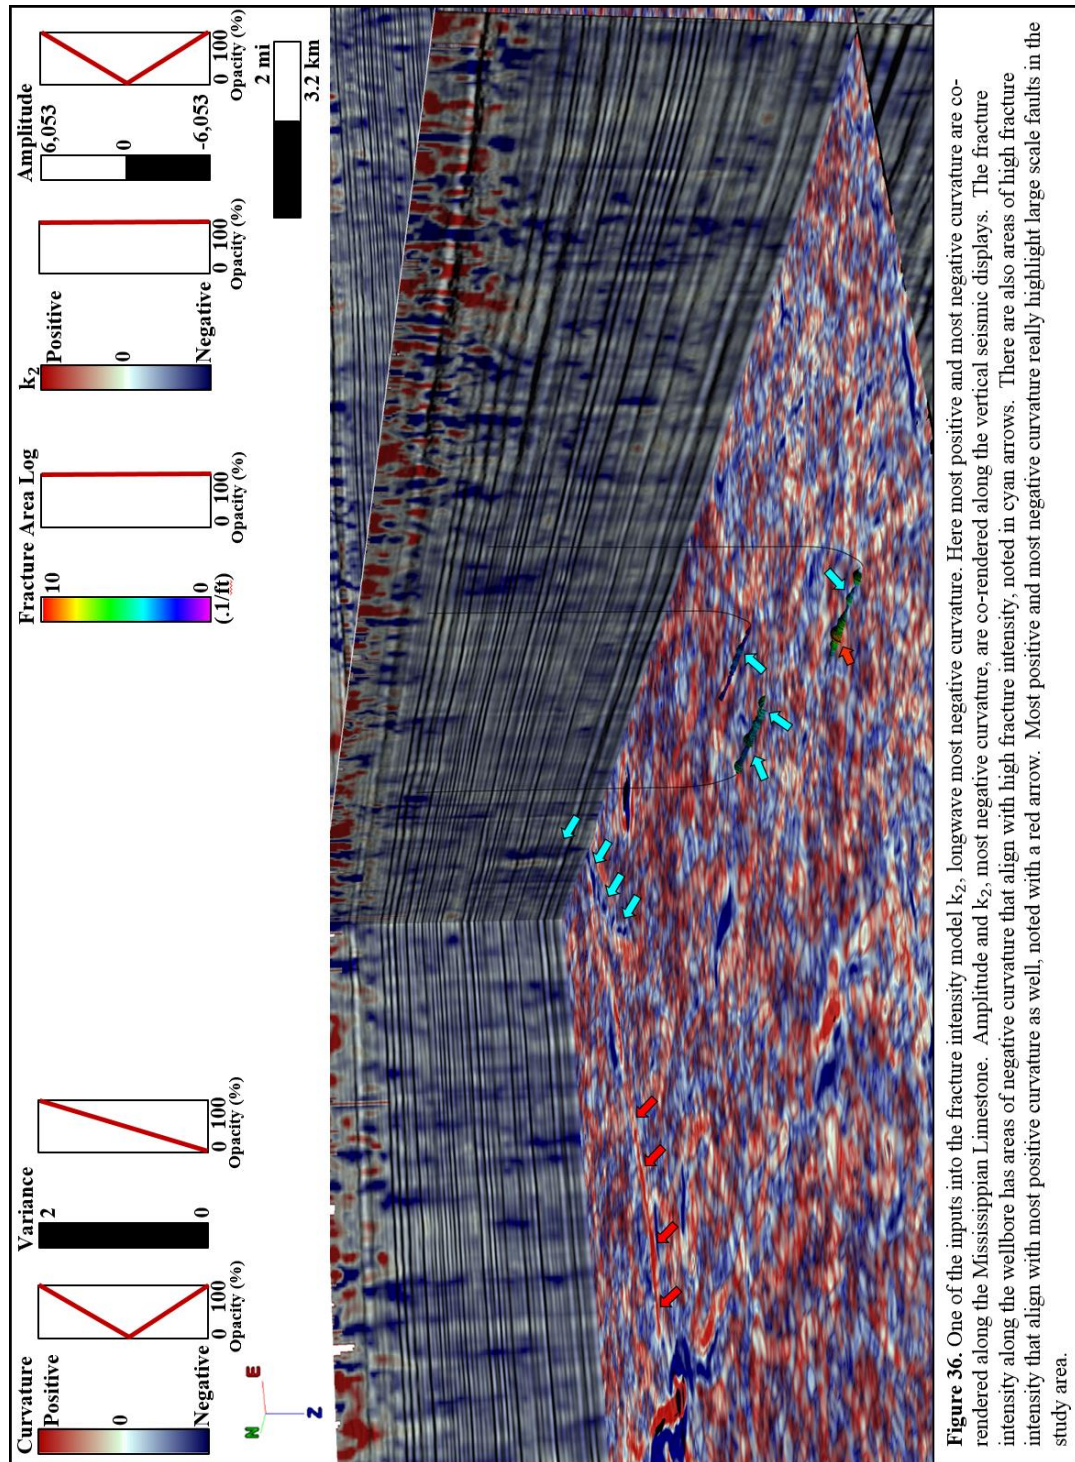 Curvature
Positive
0
Negative
0 100
Opacity (%)
Variance
2
0
0 100
Opacity (%)
Fracture Area Log
10
0
(.1/ft)
0 100
Opacity (%)
k₂
Positive
0
Negative
0 100
Opacity (%)
Amplitude
6,053
0
-6,053
0 100
Opacity (%)
2 mi
3.2 km
N
E
Z
Figure 36. One of the inputs into the fracture intensity model k₂, longwave most negative curvature. Here most positive and most negative curvature are co-
rendered along the Mississippian Limestone. Amplitude and k₂, most negative curvature, are co-rendered along the vertical seismic displays. The fracture
intensity along the wellbore has areas of negative curvature that align with high fracture intensity, noted in cyan arrows. There are also areas of high fracture
intensity that align with most positive curvature as well, noted with a red arrow. Most positive and most negative curvature really highlight large scale faults in the
study area.